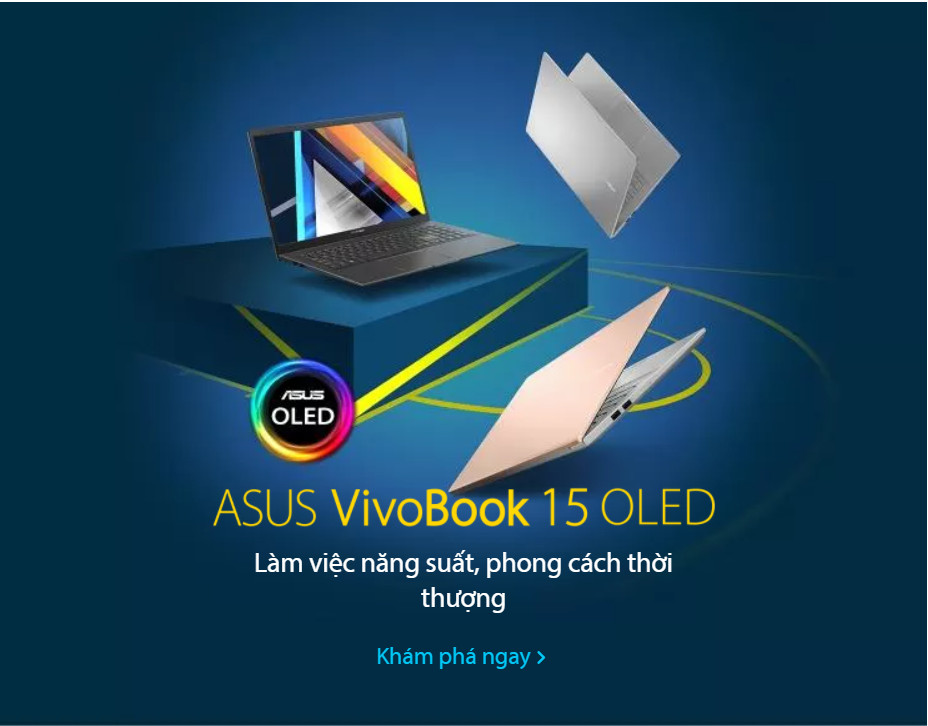 ASUS
OLED
ASUS VivoBook 15 OLED
Làm việc năng suất, phong cách thời
thượng
Khám phá ngay >